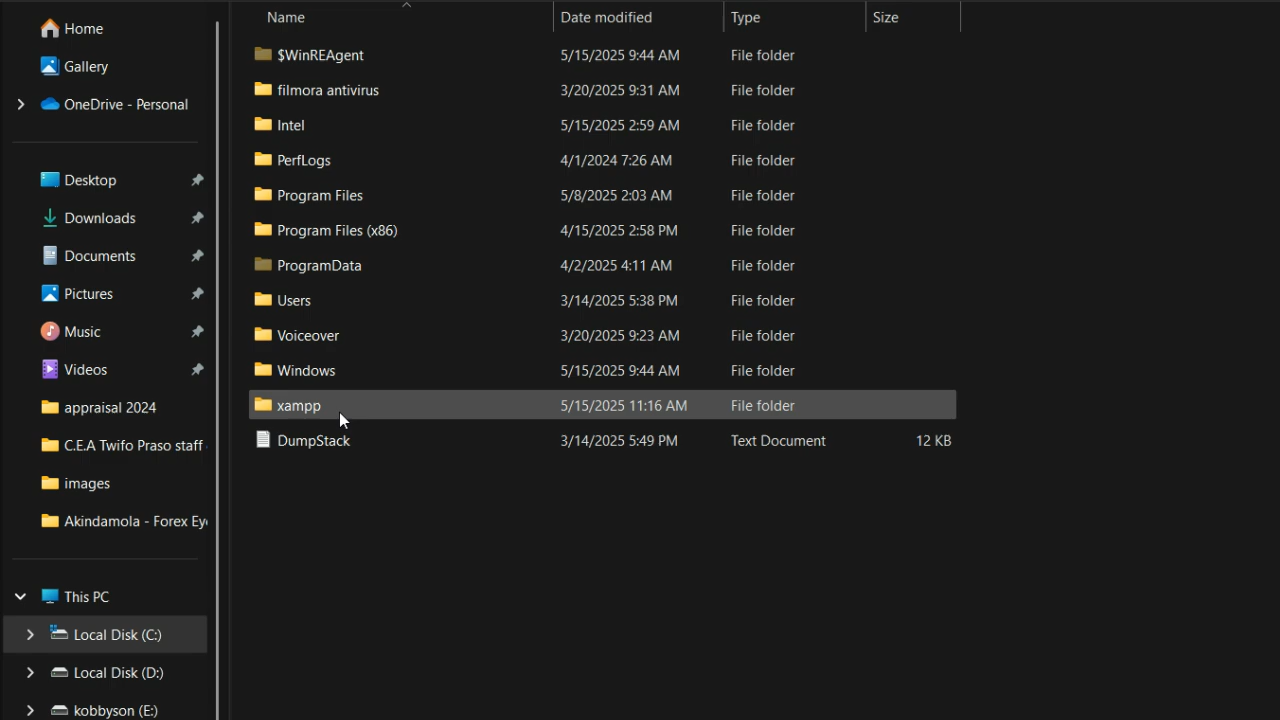 Home
Gallery
OneDrive - Personal
Desktop
Downloads
Documents
Pictures
Music
Videos
appraisal 2024
C.E.A Twifo Praso staff
images
Akindamola - Forex Ey
This PC
Local Disk (C:)
Local Disk (D:)
kobbyson (E:)
Name Date modified Type Size
$WinREAgent 5/15/2025 9:44 AM File folder
filmora antivirus 3/20/2025 9:31 AM File folder
Intel 5/15/2025 2:59 AM File folder
PerfLogs 4/1/2024 7:26 AM File folder
Program Files 5/8/2025 2:03 AM File folder
Program Files (x86) 4/15/2025 2:58 PM File folder
ProgramData 4/2/2025 4:11 AM File folder
Users 3/14/2025 5:38 PM File folder
Voiceover 3/20/2025 9:23 AM File folder
Windows 5/15/2025 9:44 AM File folder
xampp 5/15/2025 11:16 AM File folder
DumpStack 3/14/2025 5:49 PM Text Document 12 KB